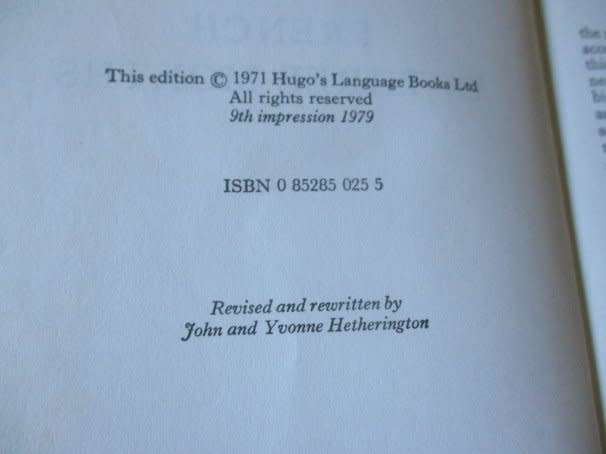 This edition © 1971 Hugo's Language Books Ltd
All rights reserved
9th impression 1979
ISBN 0 85285 025 5
Revised and rewritten by
John and Yvonne Hetherington
the